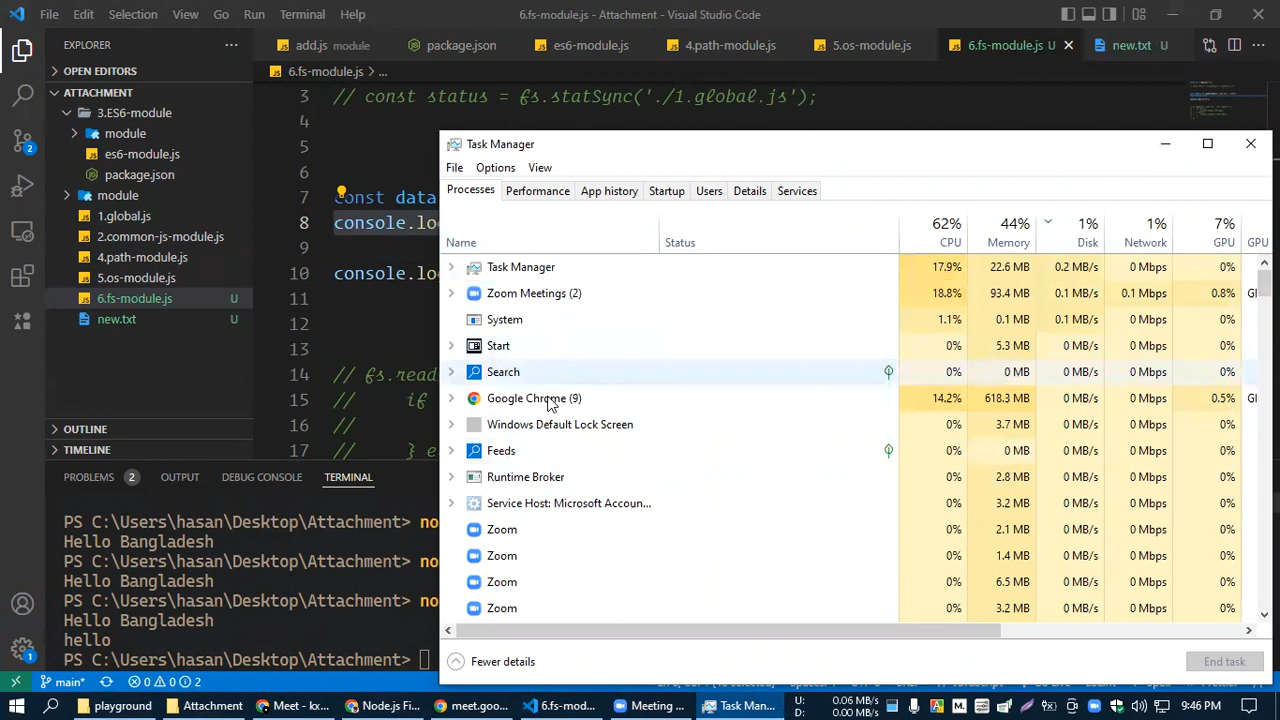 File Edit Selection View Go Run Terminal Help 6.fs-module.js - Attachment - Visual Studio Code
EXPLORER
add.js module package.json es6-module.js 4.path-module.js 5.os-module.js 6.fs-module.js U new.txt U
OPEN EDITORS
6.fs-module.js > ...
ATTACHMENT
3 // const status = fs.statSync('./1.global.js');
3.ES6-module
4
module
5
es6-module.js
package.json
module
7 const data
1.global.js
8 console.lo
2.common-js-module.js
9
4.path-module.js
10 console.lo
5.os-module.js
11
6.fs-module.js U
12
new.txt U
13
14 // fs.read
15 // if
16 //
17 // } e
OUTLINE
TIMELINE
PROBLEMS 2 OUTPUT DEBUG CONSOLE TERMINAL
PS C:\Users\hasan\Desktop\Attachment> no
Hello Bangladesh
PS C:\Users\hasan\Desktop\Attachment> no
Hello Bangladesh
PS C:\Users\hasan\Desktop\Attachment> no
Hello Bangladesh
hello
PS C:\Users\hasan\Desktop\Attachment>
Task Manager
File Options View
Processes Performance App history Startup Users Details Services
62% 44% 1% 1% 7%
Name Status CPU Memory Disk Network GPU GPU
Task Manager 17.9% 22.6 MB 0.2 MB/s 0 Mbps 0%
Zoom Meetings (2) 18.8% 93.4 MB 0.1 MB/s 0.1 Mbps 0.8% GI
System 1.1% 0.1 MB 0.1 MB/s 0 Mbps 0%
Start 0% 5.3 MB 0 MB/s 0 Mbps 0%
Search 0% 0 MB 0 MB/s 0 Mbps 0%
Google Chrome (9) 14.2% 618.3 MB 0 MB/s 0 Mbps 0.5% GI
Windows Default Lock Screen 0% 3.7 MB 0 MB/s 0 Mbps 0%
Feeds 0% 0 MB 0 MB/s 0 Mbps 0%
Runtime Broker 0% 2.8 MB 0 MB/s 0 Mbps 0%
Service Host: Microsoft Accoun... 0% 3.2 MB 0 MB/s 0 Mbps 0%
Zoom 0% 2.1 MB 0 MB/s 0 Mbps 0%
Zoom 0% 1.4 MB 0 MB/s 0 Mbps 0%
Zoom 0% 6.5 MB 0 MB/s 0 Mbps 0%
Zoom 0% 3.2 MB 0 MB/s 0 Mbps 0%
Fewer details End task
2
1
main* 0 0 2
playground Attachment Meet - kx... Node.js Fi... meet.goo... 6.fs-modul... Meeting ... Task Man... U: 0.06 MB/s 9:46 PM
D: 0.00 MB/s